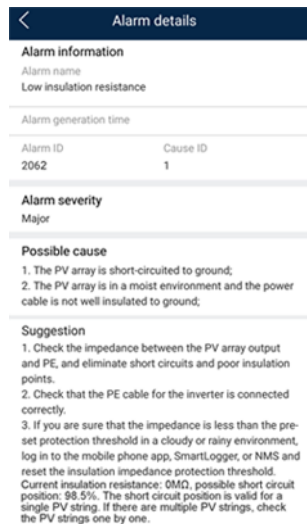 Alarm details
Alarm information
Alarm name
Low insulation resistance
Alarm generation time
Alarm ID Cause ID
2062 1
Alarm severity
Major
Possible cause
1. The PV array is short-circuited to ground;
2. The PV array is in a moist environment and the power
cable is not well insulated to ground;
Suggestion
1. Check the impedance between the PV array output
and PE, and eliminate short circuits and poor insulation
points.
2. Check that the PE cable for the inverter is connected
correctly.
3. If you are sure that the impedance is less than the pre-
set protection threshold in a cloudy or rainy environment,
log in to the mobile phone app, SmartLogger, or NMS and
reset the insulation impedance protection threshold.
Current insulation resistance: 0MΩ, possible short circuit
position: 98.5%. The short circuit position is valid for a
single PV string. If there are multiple PV strings, check
the PV strings one by one.